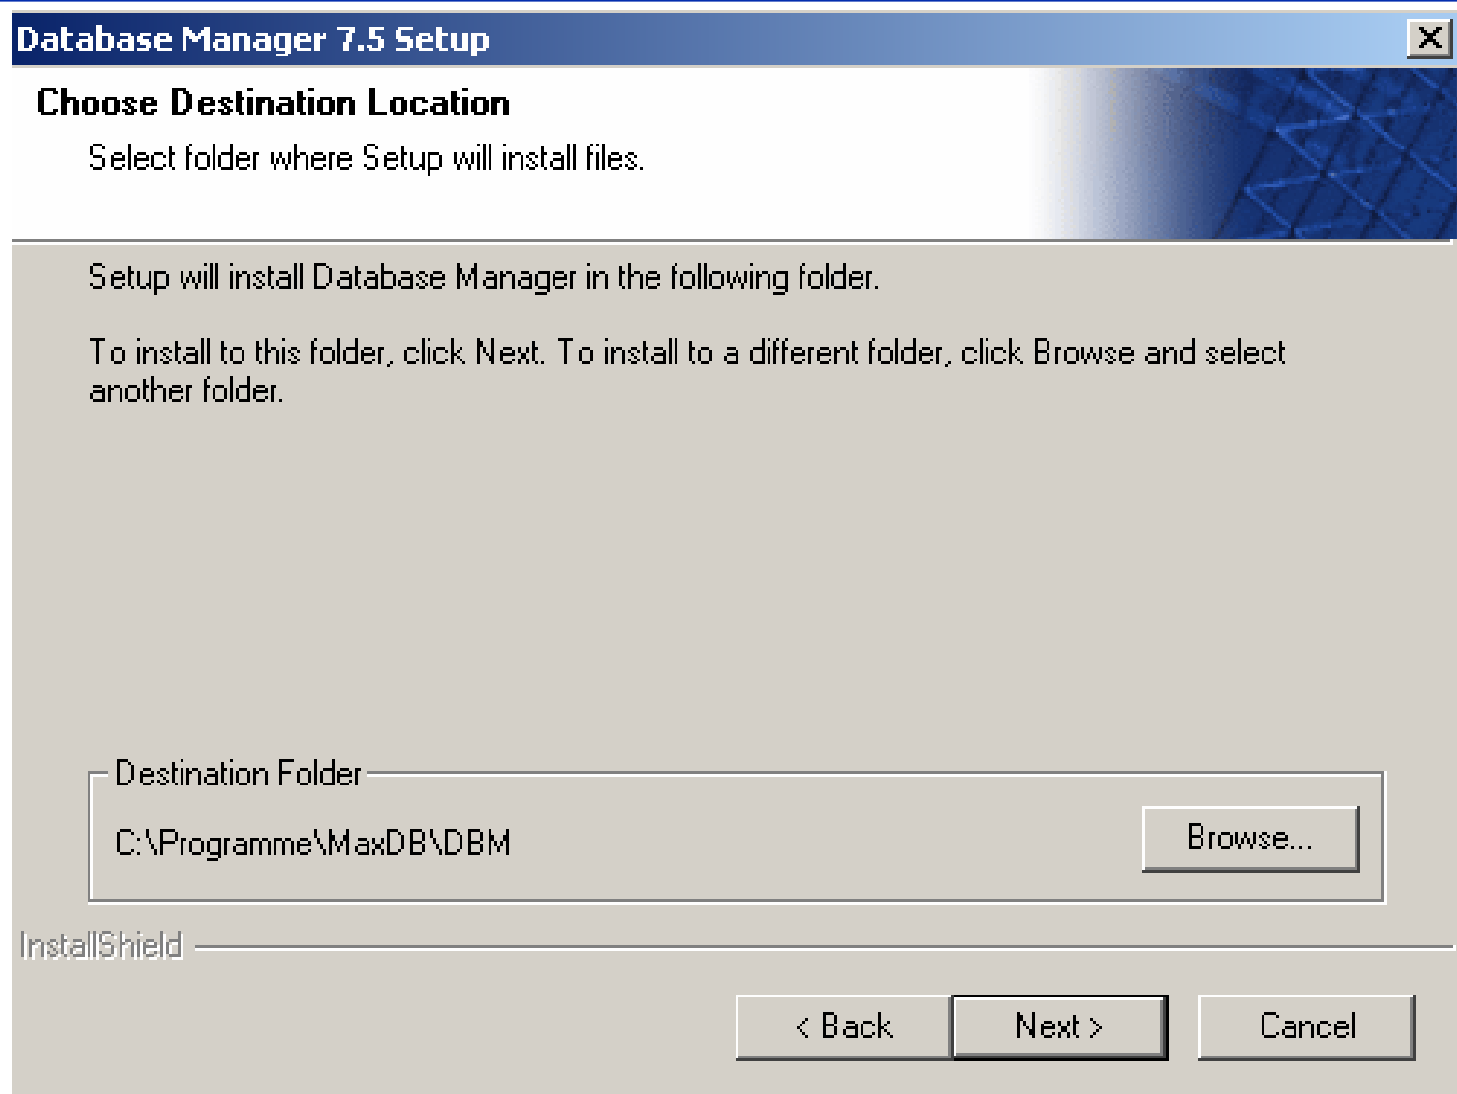 Database Manager 7.5 Setup
Choose Destination Location
Select folder where Setup will install files.
Setup will install Database Manager in the following folder.
To install to this folder, click Next. To install to a different folder, click Browse and select
another folder.
Destination Folder
C:\Programme\MaxDB\DBM
Browse...
InstallShield
< Back
Next >
Cancel